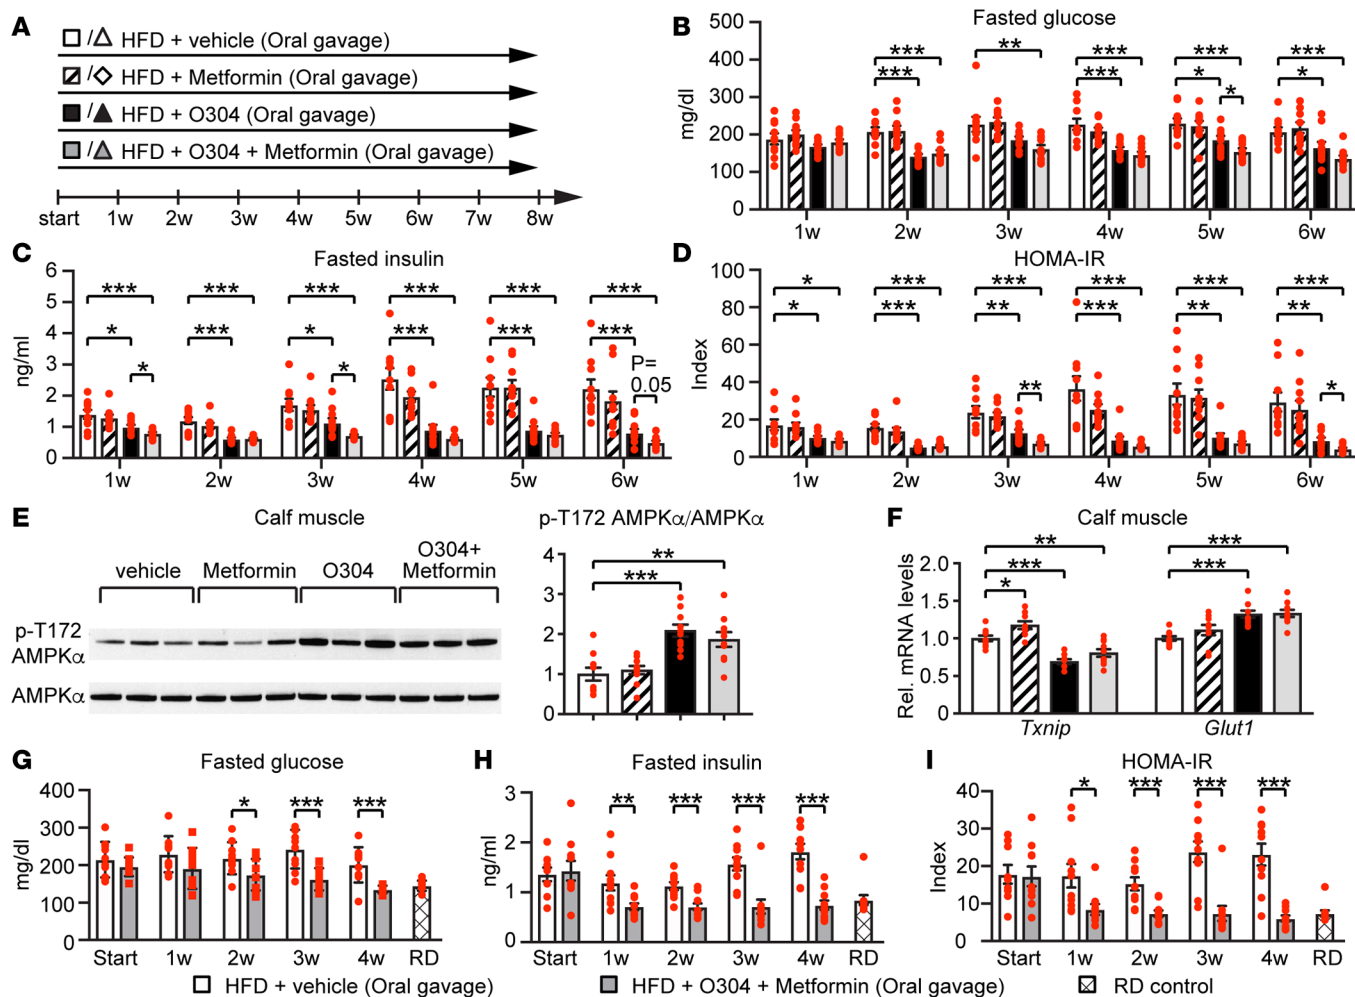 A
/ HFD + vehicle (Oral gavage)
/ HFD + Metformin (Oral gavage)
/ HFD + O304 (Oral gavage)
/ HFD + O304 + Metformin (Oral gavage)
start 1w 2w 3w 4w 5w 6w 7w 8w
B
Fasted glucose
mg/dl
500
400
300
200
100
0
*** *** ** *** *** *** * * *** *
1w 2w 3w 4w 5w 6w
C
Fasted insulin
ng/ml
6
5
4
3
2
1
0
*** *** *** *** *** ***
* *** * *** *** ***
* *
P=
0.05
1w 2w 3w 4w 5w 6w
D
HOMA-IR
Index
100
80
60
40
20
0
* *** *** *** *** ***
* *** ** *** ** **
** *
1w 2w 3w 4w 5w 6w
E
Calf muscle
vehicle Metformin O304 O304+
Metformin
p-T172
AMPKα
AMPKα
p-T172 AMPKα/AMPKα
4
3
2
1
0
**
***
F
Calf muscle
Rel. mRNA levels
2.0
1.5
1.0
0.5
0
** ***
*** ***
*
Txnip Glut1
G
Fasted glucose
mg/dl
400
300
200
100
0
* *** ***
Start 1w 2w 3w 4w RD
H
Fasted insulin
ng/ml
3
2
1
0
** *** *** ***
Start 1w 2w 3w 4w RD
I
HOMA-IR
Index
40
30
20
10
0
* *** *** ***
Start 1w 2w 3w 4w RD
HFD + vehicle (Oral gavage) HFD + O304 + Metformin (Oral gavage) RD control